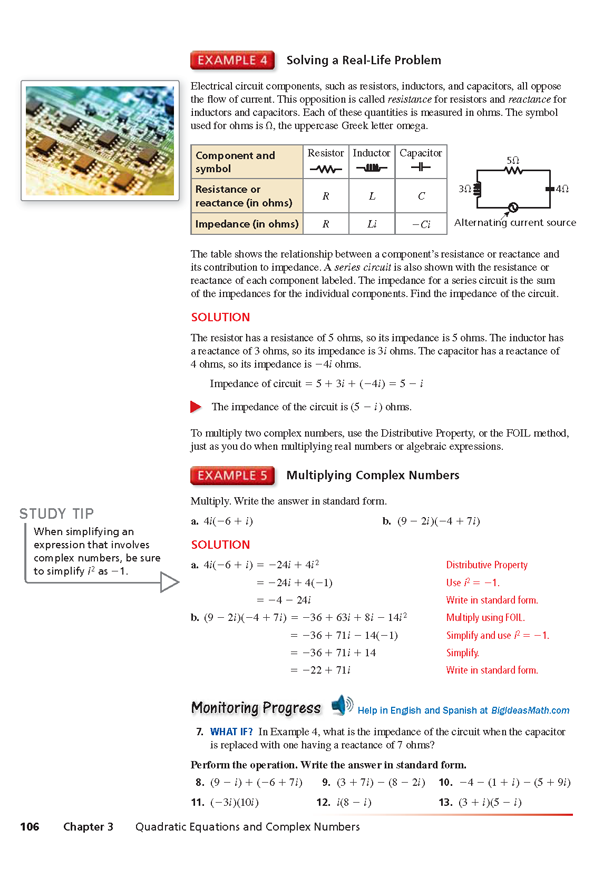 EXAMPLE 4 Solving a Real-Life Problem
Electrical circuit components, such as resistors, inductors, and capacitors, all oppose
the flow of current. This opposition is called resistance for resistors and reactance for
inductors and capacitors. Each of these quantities is measured in ohms. The symbol
used for ohms is Ω, the uppercase Greek letter omega.
Component and symbol Resistor Inductor Capacitor
Resistance or reactance (in ohms) R L C
Impedance (in ohms) R Li −Ci
5Ω
3Ω 4Ω
Alternating current source
The table shows the relationship between a component's resistance or reactance and
its contribution to impedance. A series circuit is also shown with the resistance or
reactance of each component labeled. The impedance for a series circuit is the sum
of the impedances for the individual components. Find the impedance of the circuit.
SOLUTION
The resistor has a resistance of 5 ohms, so its impedance is 5 ohms. The inductor has
a reactance of 3 ohms, so its impedance is 3i ohms. The capacitor has a reactance of
4 ohms, so its impedance is −4i ohms.
Impedance of circuit = 5 + 3i + (−4i) = 5 − i
The impedance of the circuit is (5 − i) ohms.
To multiply two complex numbers, use the Distributive Property, or the FOIL method,
just as you do when multiplying real numbers or algebraic expressions.
EXAMPLE 5 Multiplying Complex Numbers
Multiply. Write the answer in standard form.
a. 4i(−6 + i) b. (9 − 2i)(−4 + 7i)
STUDY TIP
When simplifying an
expression that involves
complex numbers, be sure
to simplify i² as −1.
SOLUTION
a. 4i(−6 + i) = −24i + 4i² Distributive Property
= −24i + 4(−1) Use i² = −1.
= −4 − 24i Write in standard form.
b. (9 − 2i)(−4 + 7i) = −36 + 63i + 8i − 14i² Multiply using FOIL.
= −36 + 71i − 14(−1) Simplify and use i² = −1.
= −36 + 71i + 14 Simplify.
= −22 + 71i Write in standard form.
Monitoring Progress Help in English and Spanish at BigIdeasMath.com
7. WHAT IF? In Example 4, what is the impedance of the circuit when the capacitor
is replaced with one having a reactance of 7 ohms?
Perform the operation. Write the answer in standard form.
8. (9 − i) + (−6 + 7i) 9. (3 + 7i) − (8 − 2i) 10. −4 − (1 + i) − (5 + 9i)
11. (−3i)(10i) 12. i(8 − i) 13. (3 + i)(5 − i)
106 Chapter 3 Quadratic Equations and Complex Numbers